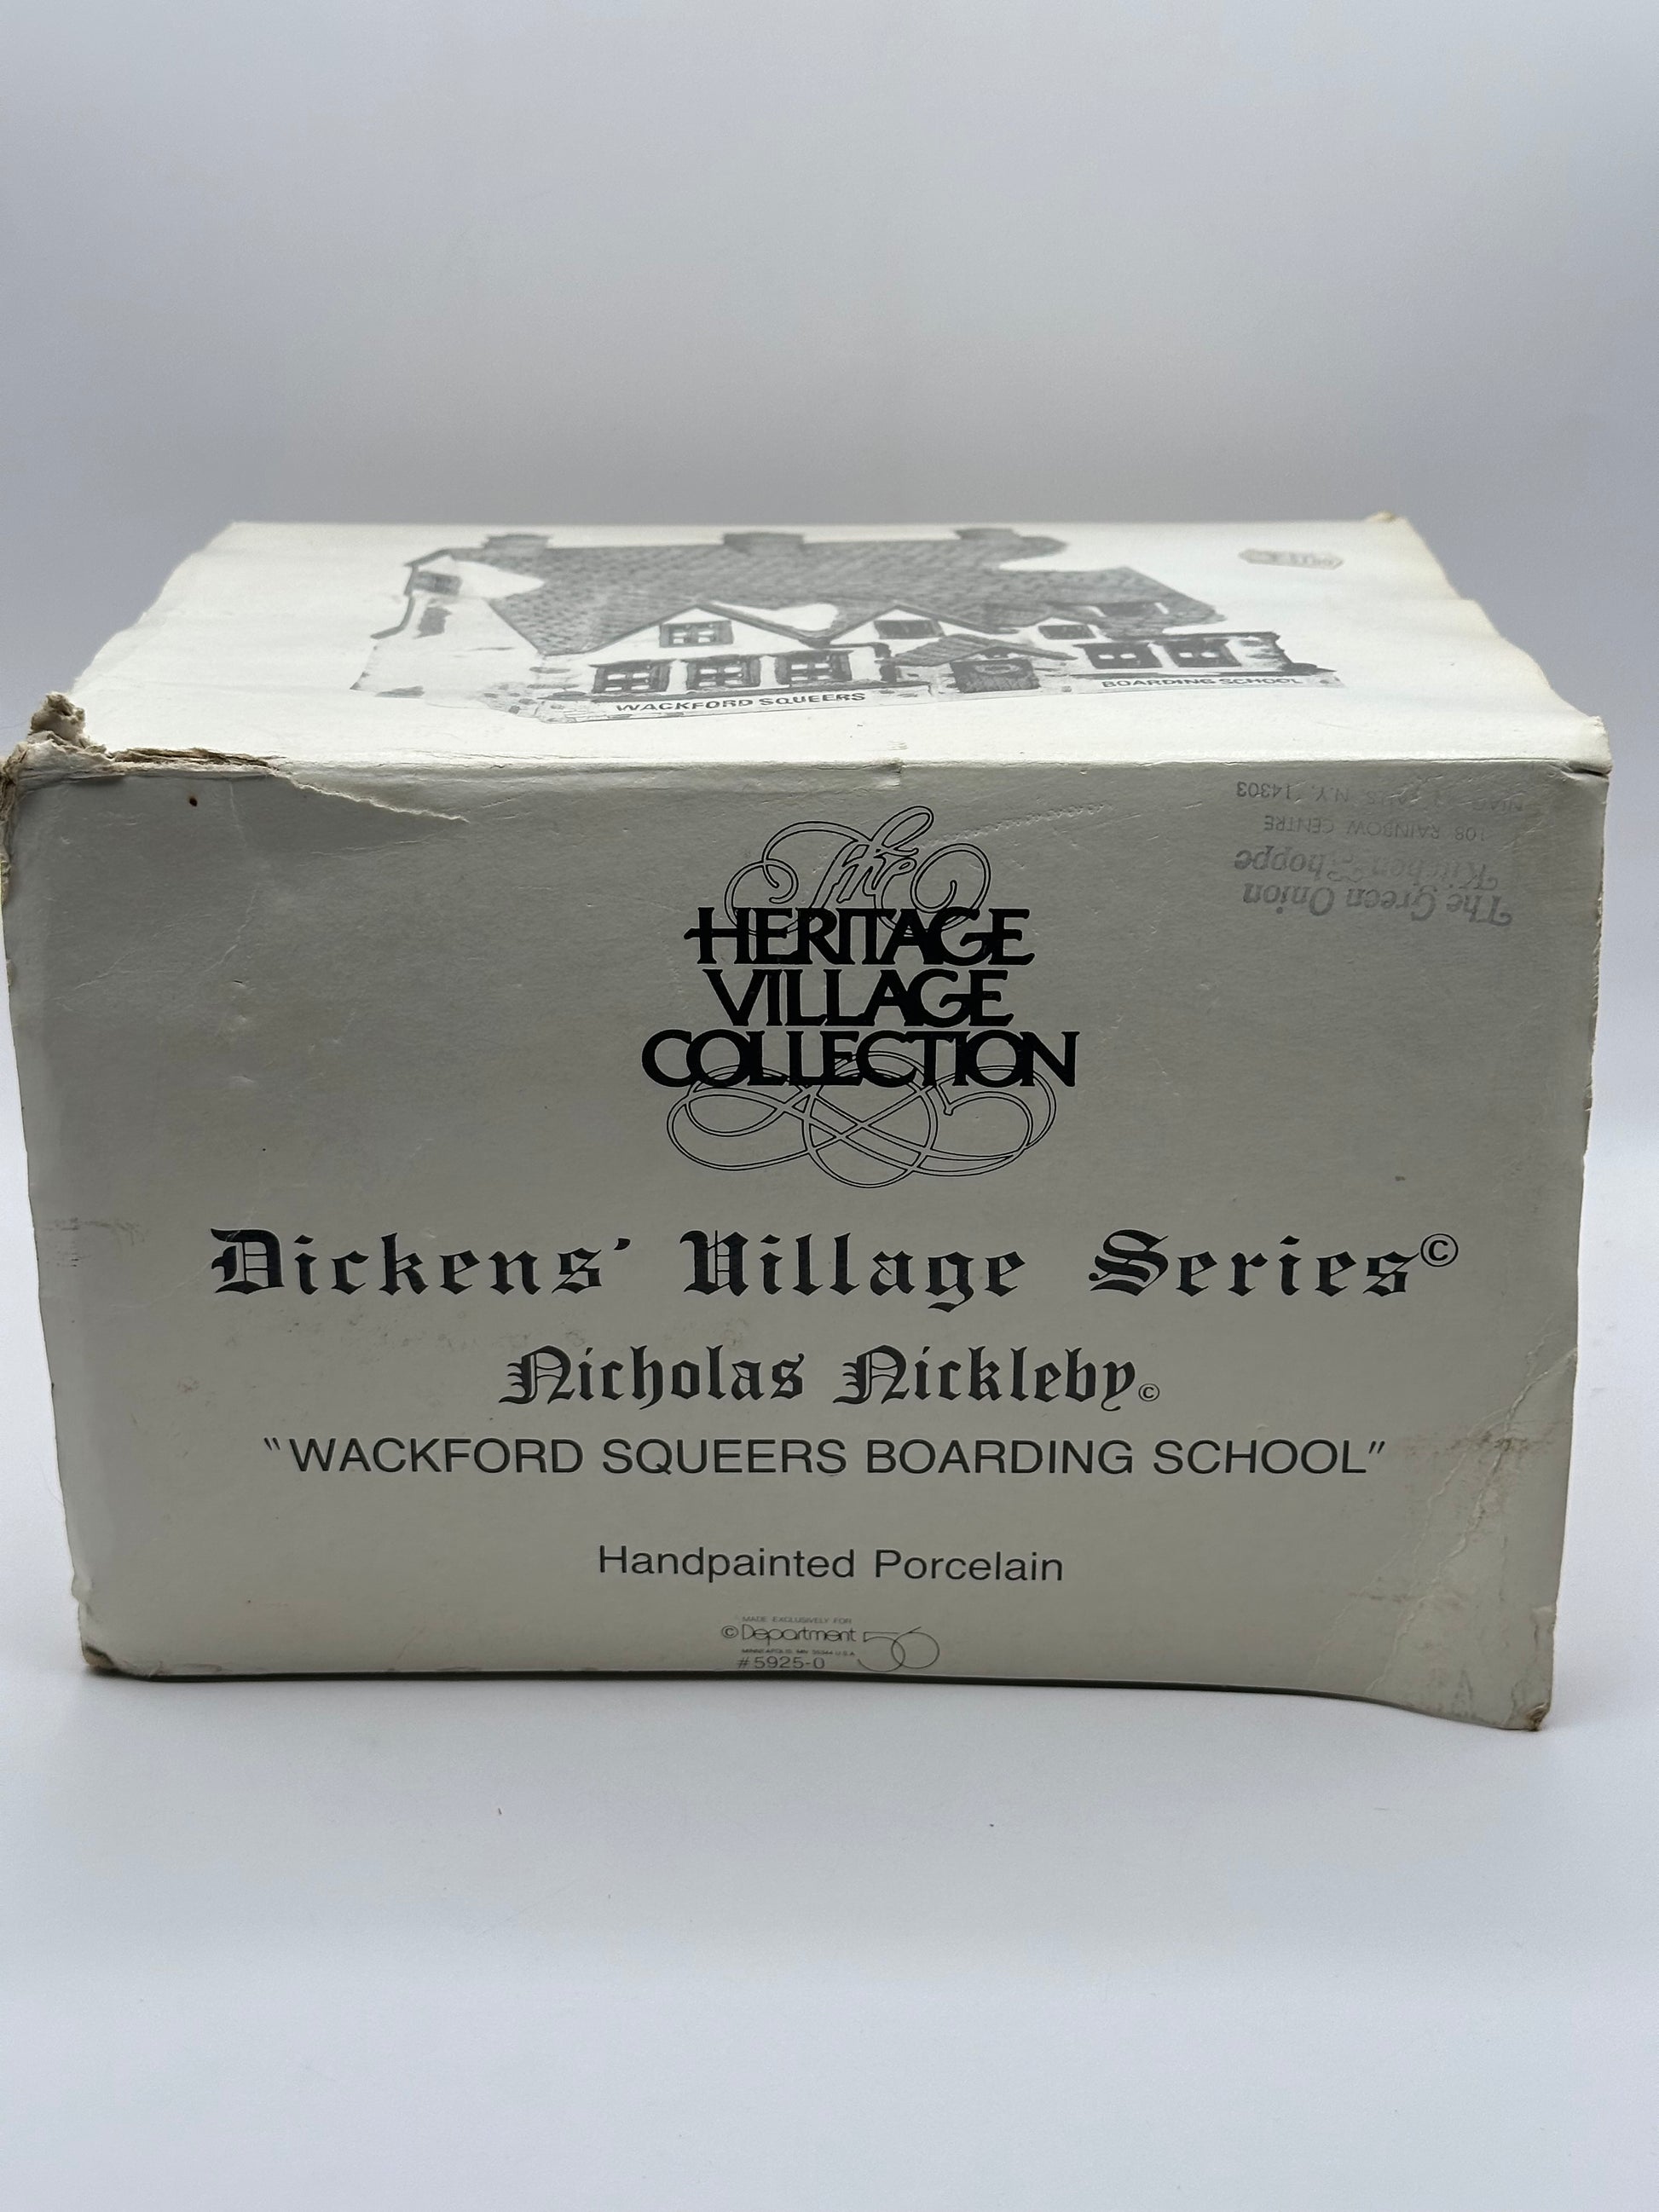 WACKFORD SQUEERS
BOARDING SCHOOL
The Green Onion
Kitchen Shoppe
108 RAINBOW CENTRE
N.Y. 14303
The
HERITAGE
VILLAGE
COLLECTION
Dickens' Village Series©
Nicholas Nickleby©
"WACKFORD SQUEERS BOARDING SCHOOL"
Handpainted Porcelain
MADE EXCLUSIVELY FOR
© Department 56
#5925-0